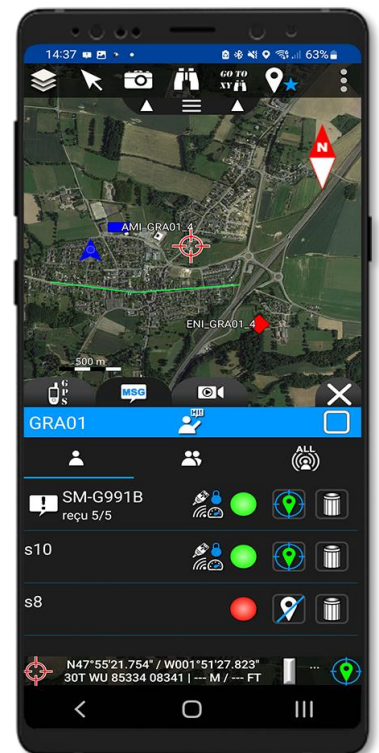 14:37
63%
GO TO
XY
N
AMI_GRA01_4
ENI_GRA01_4
500 m
GPS
MSG
GRA01
ALL
SM-G991B
reçu 5/5
s10
s8
N47°55'21.754" / W001°51'27.823"
30T WU 85334 08341 | --- M / --- FT
...